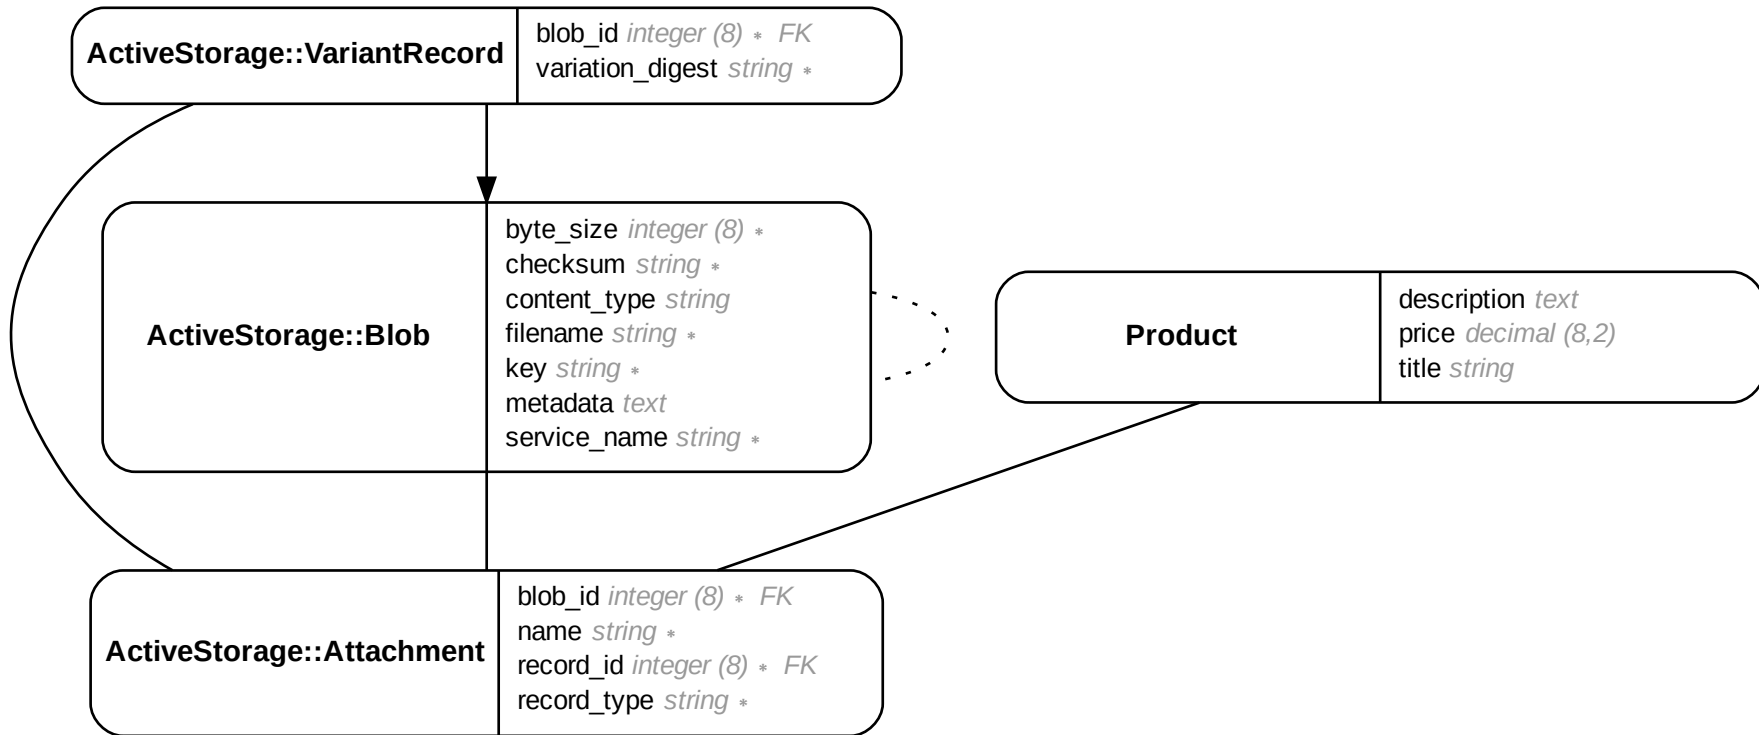 ActiveStorage::VariantRecord
blob_id integer (8) * FK
variation_digest string *
ActiveStorage::Blob
byte_size integer (8) *
checksum string *
content_type string
filename string *
key string *
metadata text
service_name string *
Product
description text
price decimal (8,2)
title string
ActiveStorage::Attachment
blob_id integer (8) * FK
name string *
record_id integer (8) * FK
record_type string *